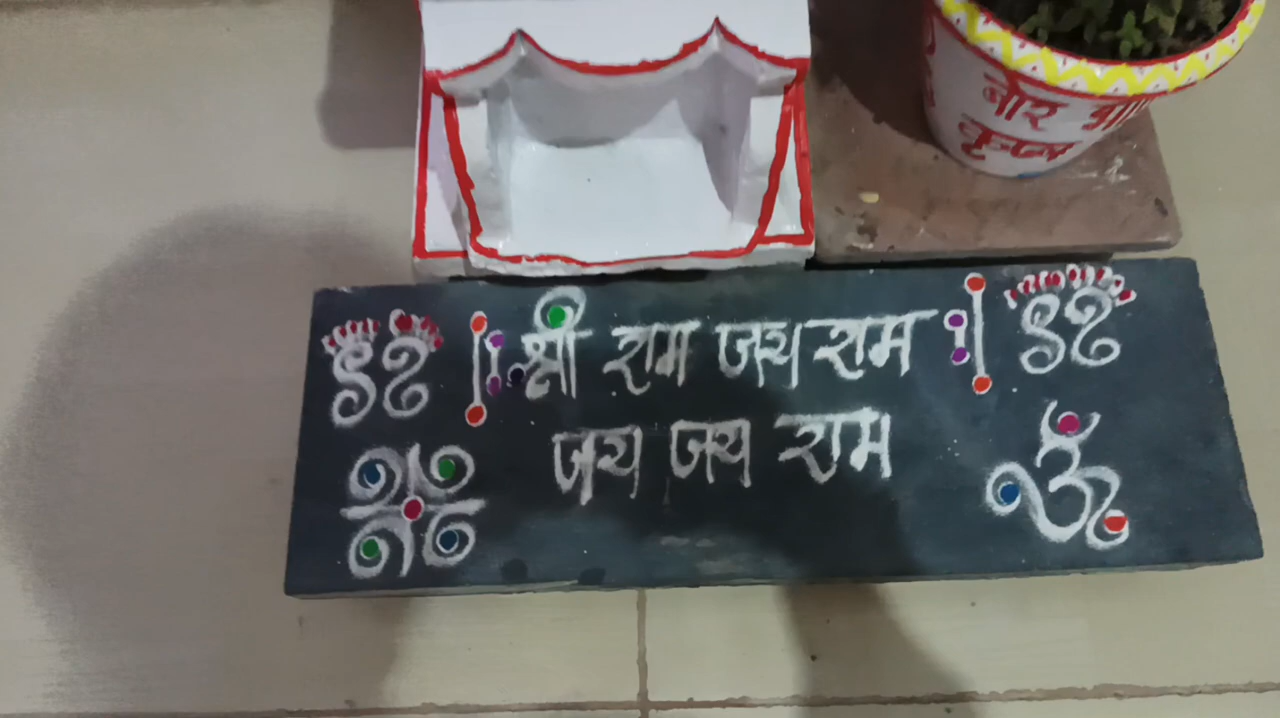 कृष्ण
श्री राम जय राम
जय जय राम
ॐ